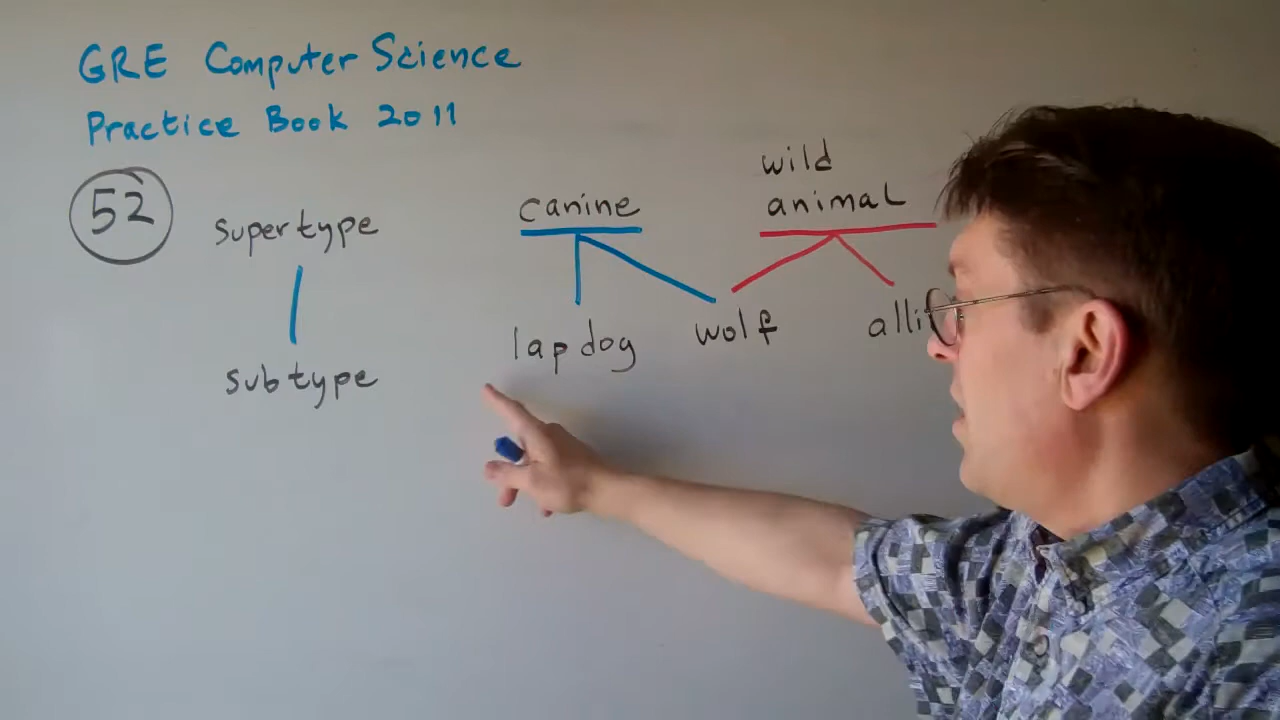 GRE Computer Science
Practice Book 2011
52
supertype
subtype
canine
wild
animal
lapdog
wolf